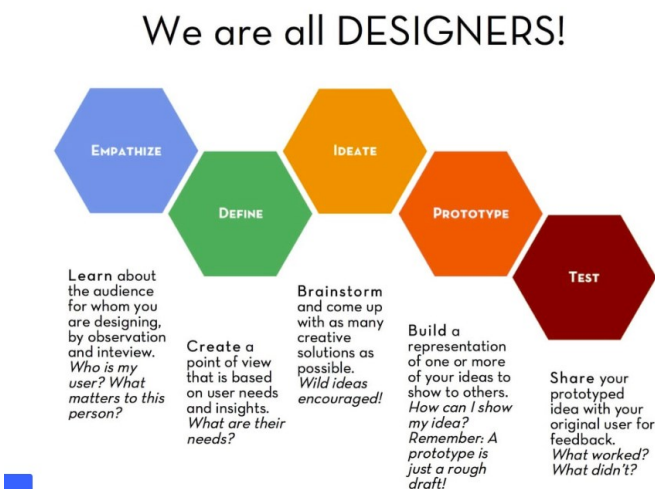 We are all DESIGNERS!
EMPATHIZE
DEFINE
IDEATE
PROTOTYPE
TEST
Learn about
the audience
for whom you
are designing,
by observation
and inteview.
Who is my
user? What
matters to this
person?
Create a
point of view
that is based
on user needs
and insights.
What are their
needs?
Brainstorm
and come up
with as many
creative
solutions as
possible.
Wild ideas
encouraged!
Build a
representation
of one or more
of your ideas to
show to others.
How can I show
my idea?
Remember: A
prototype is
just a rough
draft!
Share your
prototyped
idea with your
original user for
feedback.
What worked?
What didn't?